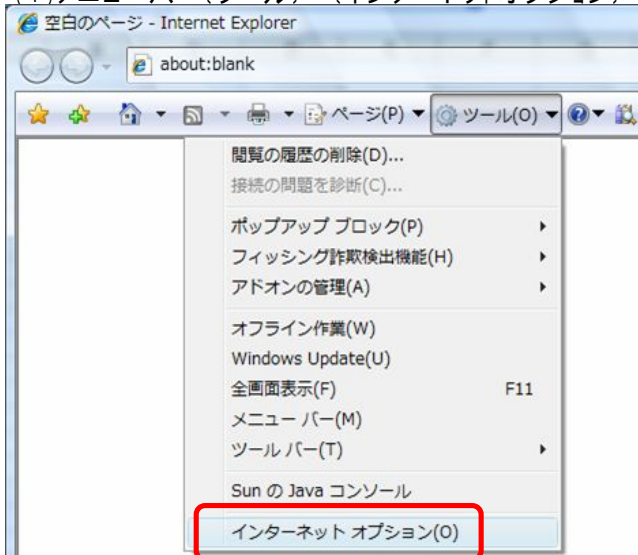 空白のページ - Internet Explorer
about:blank
ページ(P) ツール(O)
閲覧の履歴の削除(D)...
接続の問題を診断(C)...
ポップアップ ブロック(P)
フィッシング詐欺検出機能(H)
アドオンの管理(A)
オフライン作業(W)
Windows Update(U)
全画面表示(F) F11
メニュー バー(M)
ツール バー(T)
Sun の Java コンソール
インターネット オプション(O)